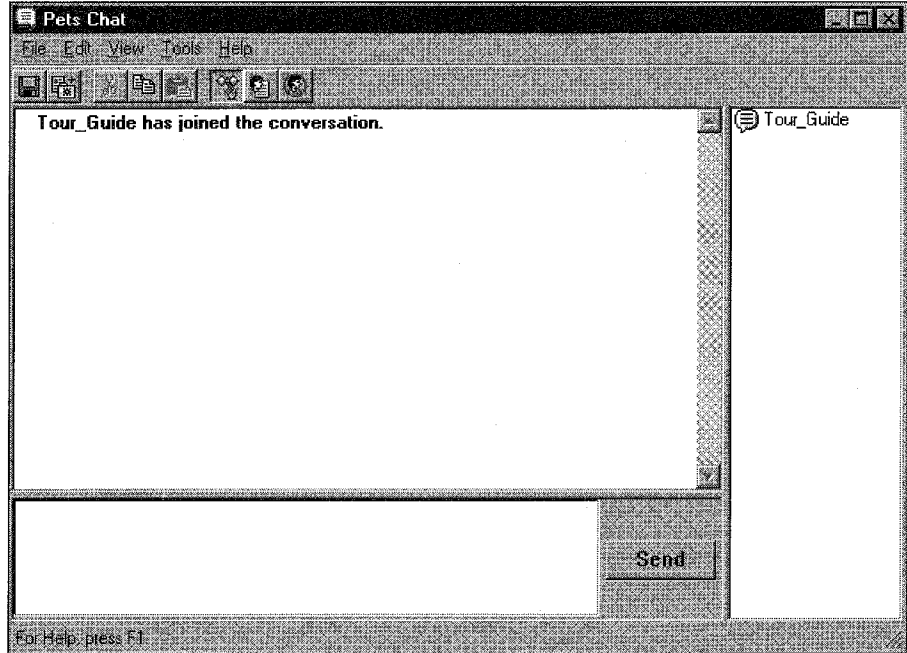 Pets Chat
File Edit View Tools Help
Tour_Guide has joined the conversation.
Tour_Guide
Send
For Help, press F1